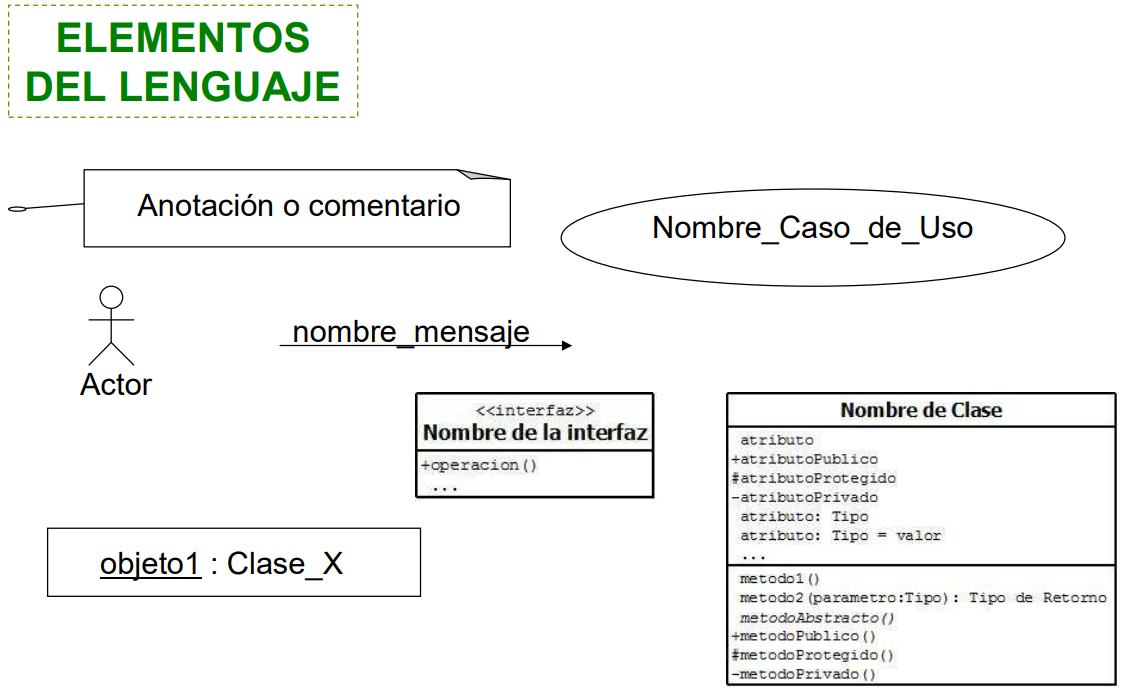 ELEMENTOS
DEL LENGUAJE
Anotación o comentario
Nombre_Caso_de_Uso
nombre_mensaje
Actor
<<interfaz>>
Nombre de la interfaz
+operacion()
...
Nombre de Clase
atributo
+atributoPublico
#atributoProtegido
-atributoPrivado
atributo: Tipo
atributo: Tipo = valor
...
metodo1()
metodo2(parametro:Tipo): Tipo de Retorno
metodoAbstracto()
+metodoPublico()
#metodoProtegido()
-metodoPrivado()
objeto1 : Clase_X